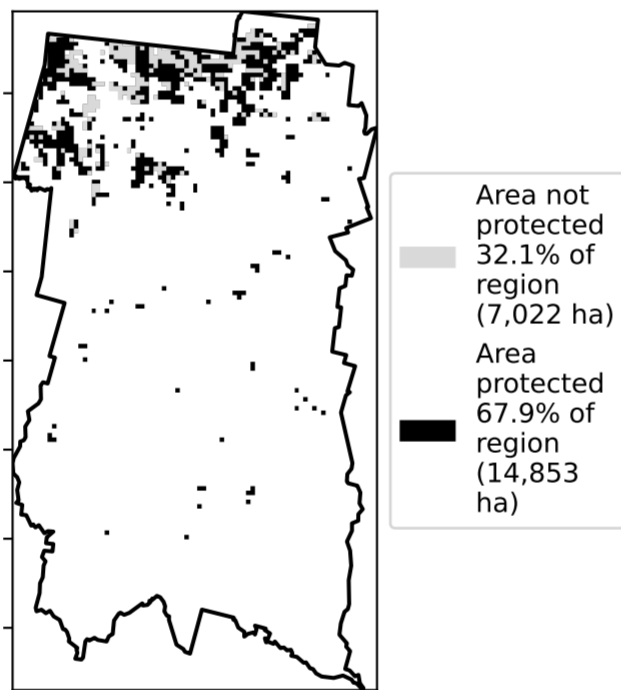 Area not
protected
32.1% of
region
(7,022 ha)
Area
protected
67.9% of
region
(14,853
ha)